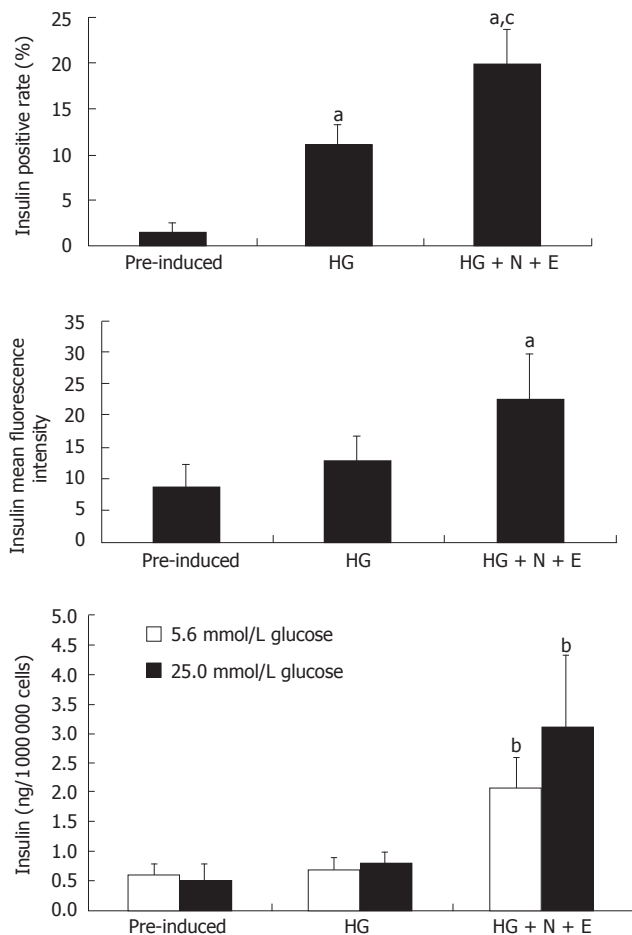 a,c
25
20
a
15
10
5
0
Insulin positive rate (%)
Pre-induced HG HG + N + E
35
a
30
25
20
15
10
5
0
Insulin mean fluorescence
intensity
Pre-induced HG HG + N + E
5.0
4.5
4.0
3.5
3.0
2.5
2.0
1.5
1.0
0.5
0.0
Insulin (ng/1 000 000 cells)
5.6 mmol/L glucose
25.0 mmol/L glucose
b
b
Pre-induced HG HG + N + E